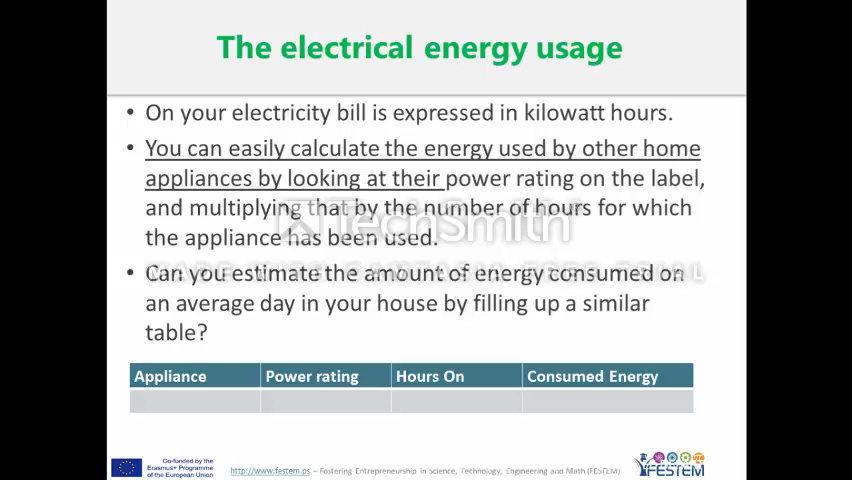 The electrical energy usage
• On your electricity bill is expressed in kilowatt hours.
• You can easily calculate the energy used by other home
appliances by looking at their power rating on the label,
and multiplying that by the number of hours for which
the appliance has been used.
TechSmith
MADE WITH CAMTASIA FREE TRIAL
• Can you estimate the amount of energy consumed on
an average day in your house by filling up a similar
table?
Appliance Power rating Hours On Consumed Energy
Co-funded by the
Erasmus+ Programme
of the European Union
http://www.festem.ps – Fostering Entrepreneurship in Science, Technology, Engineering and Math (FESTEM)
FESTEM